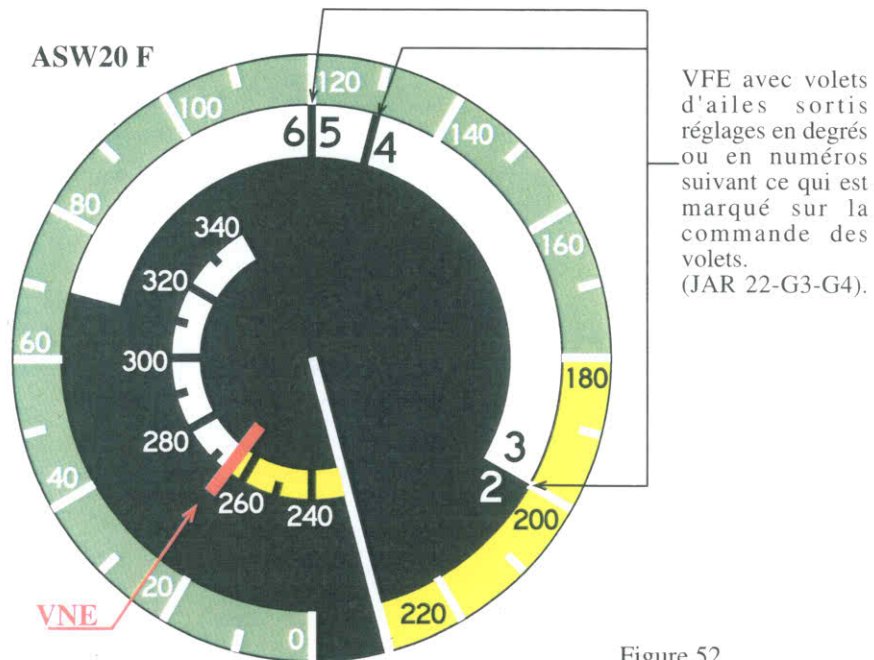 ASW20 F
120
100
140
6 5 4
80
160
340
320
60
300
180
280
3
2
40
260
240
200
20
220
0
VNE
VFE avec volets
d'ailes sortis
réglages en degrés
ou en numéros
suivant ce qui est
marqué sur la
commande des
volets.
(JAR 22-G3-G4).
Figure 52